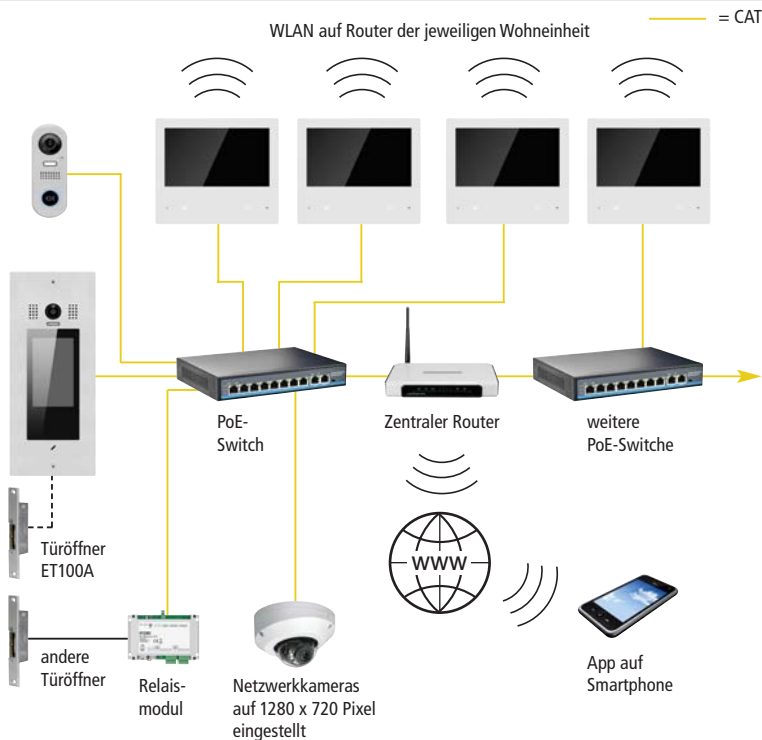 = CAT
WLAN auf Router der jeweiligen Wohneinheit
PoE-
Switch
Zentraler Router
weitere
PoE-Switche
Türöffner
ET100A
WWW
andere
Türöffner
Relais-
modul
Netzwerkkameras
auf 1280 x 720 Pixel
eingestellt
App auf
Smartphone